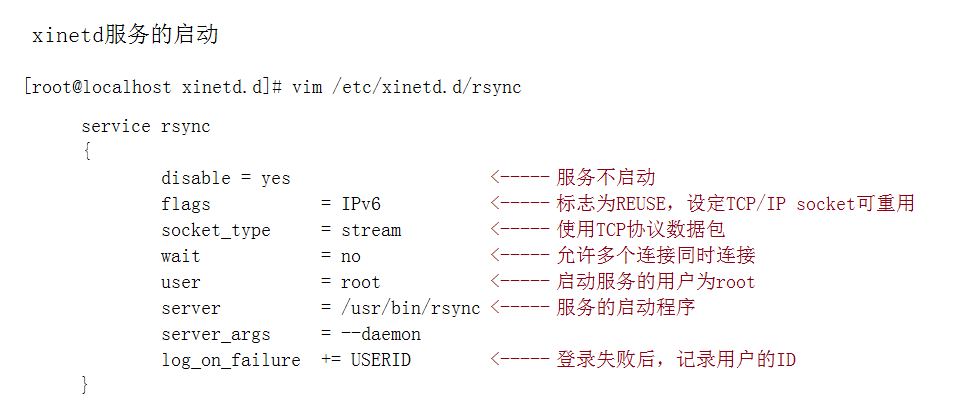 xinetd服务的启动
[root@localhost xinetd.d]# vim /etc/xinetd.d/rsync
service rsync
{
disable = yes <----- 服务不启动
flags = IPv6 <----- 标志为REUSE，设定TCP/IP socket可重用
socket_type = stream <----- 使用TCP协议数据包
wait = no <----- 允许多个连接同时连接
user = root <----- 启动服务的用户为root
server = /usr/bin/rsync <----- 服务的启动程序
server_args = --daemon
log_on_failure += USERID <----- 登录失败后，记录用户的ID
}